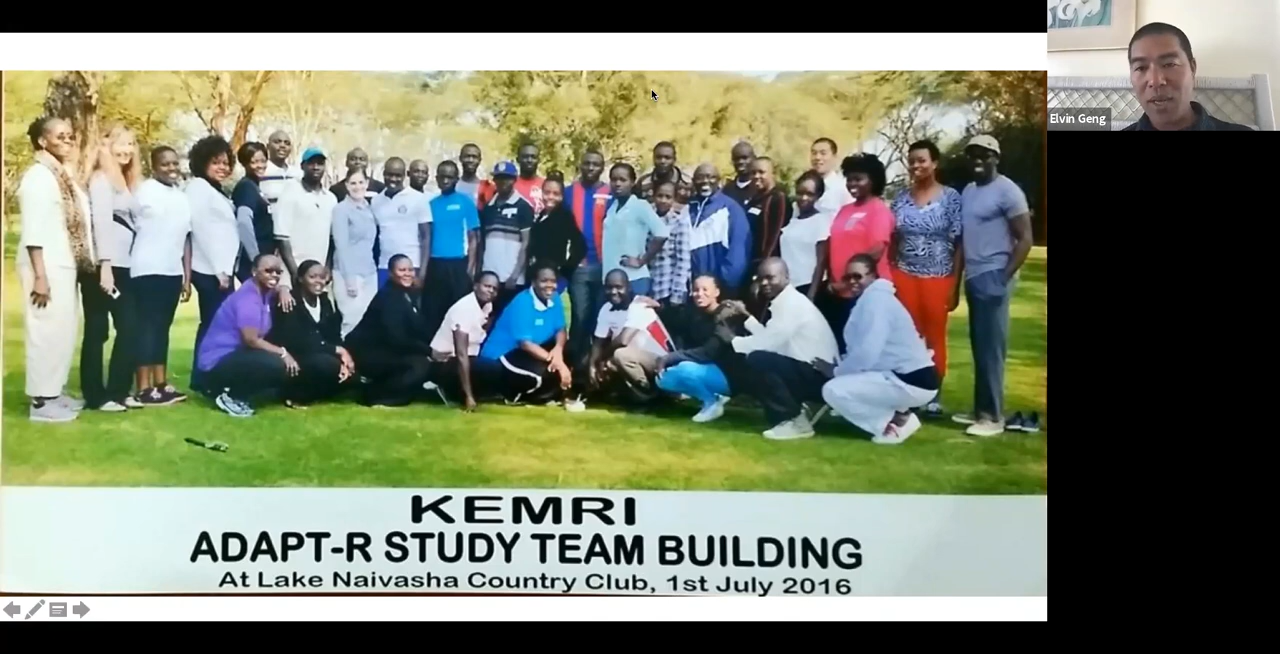 Elvin Geng
KEMRI
ADAPT-R STUDY TEAM BUILDING
At Lake Naivasha Country Club, 1st July 2016